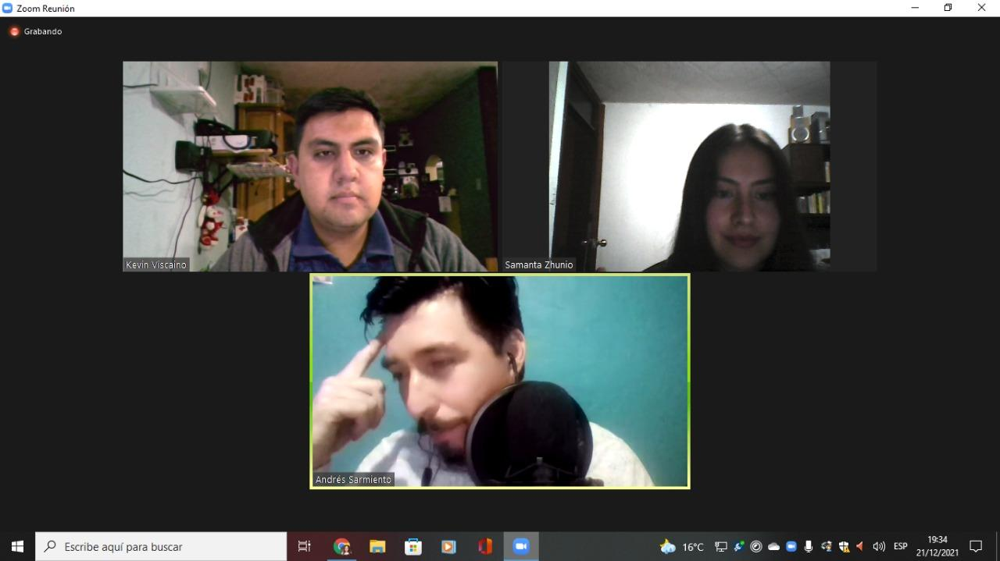 Zoom Reunión
Grabando
Kevin Viscaino
Samanta Zhunio
Andrés Sarmiento
Escribe aquí para buscar
16°C
ESP
19:34
21/12/2021